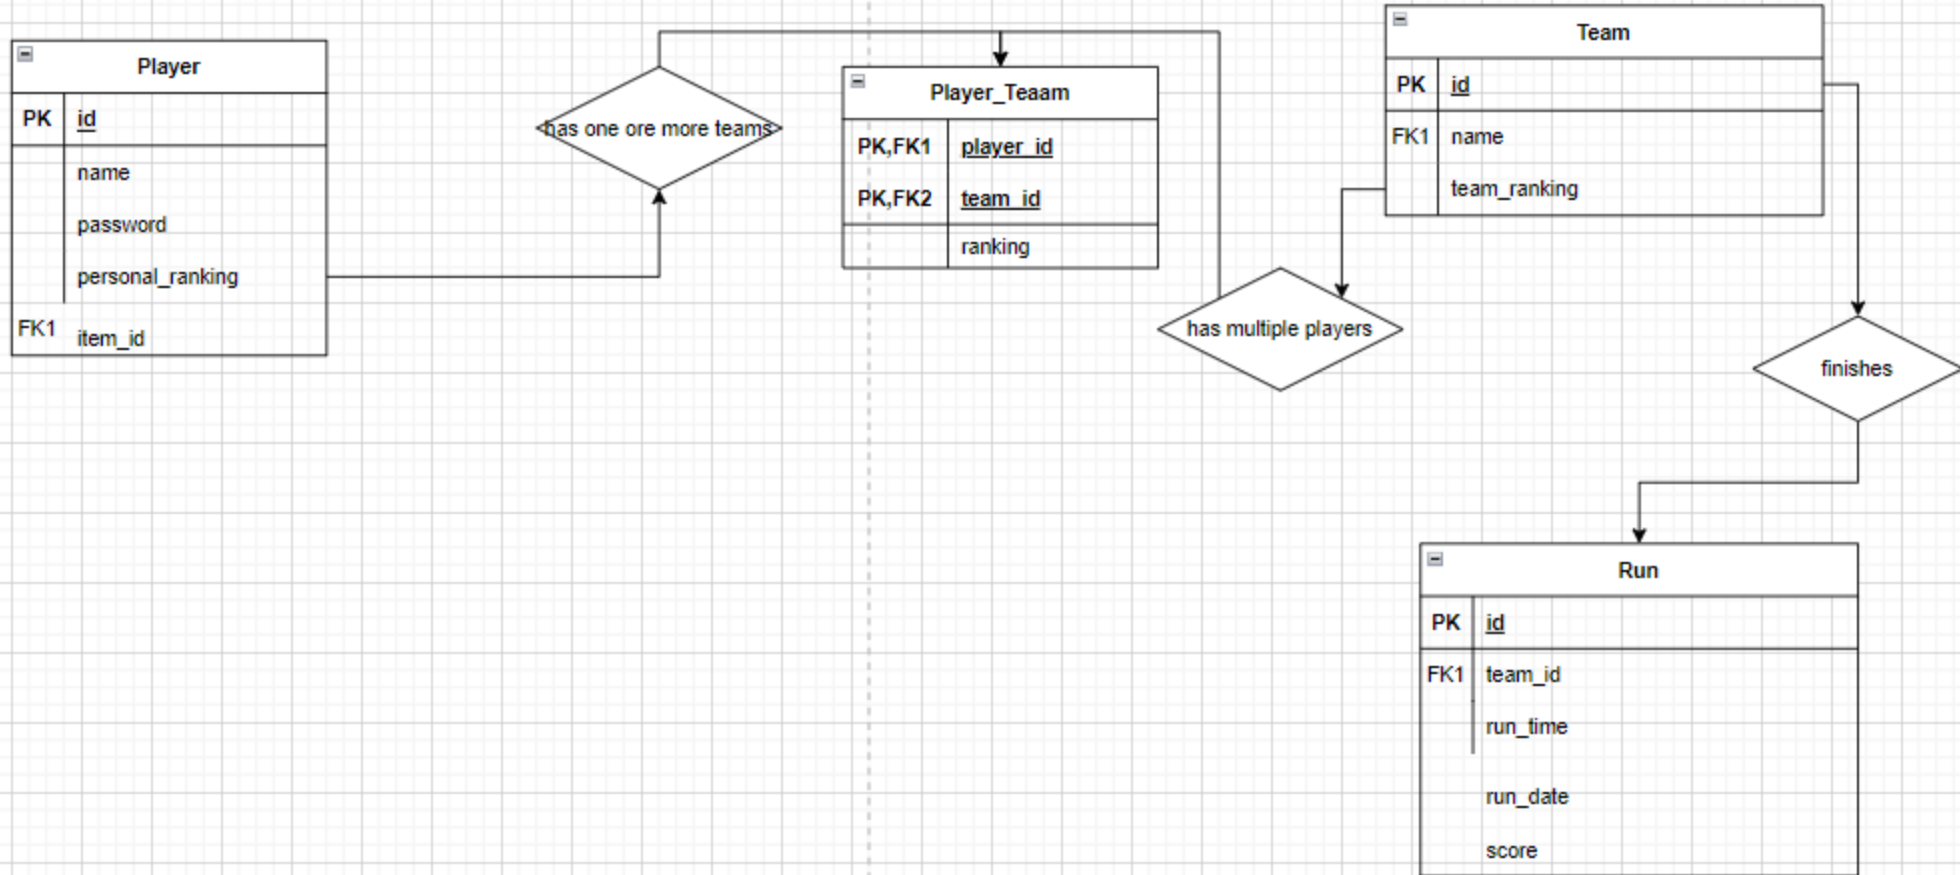 Player
PK id
name
password
personal_ranking
FK1 item_id
has one ore more teams
Player_Teaam
PK,FK1 player_id
PK,FK2 team_id
ranking
has multiple players
Team
PK id
FK1 name
team_ranking
finishes
Run
PK id
FK1 team_id
run_time
run_date
score